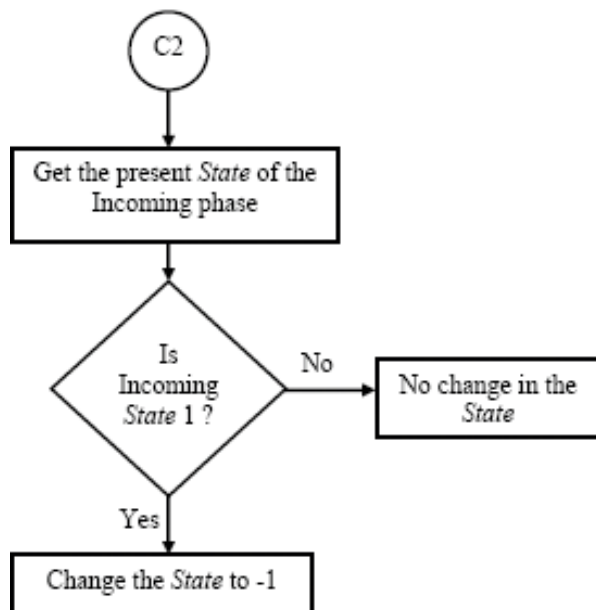 C2
Get the present State of the
Incoming phase
Is
Incoming
State 1 ?
No
No change in the
State
Yes
Change the State to -1